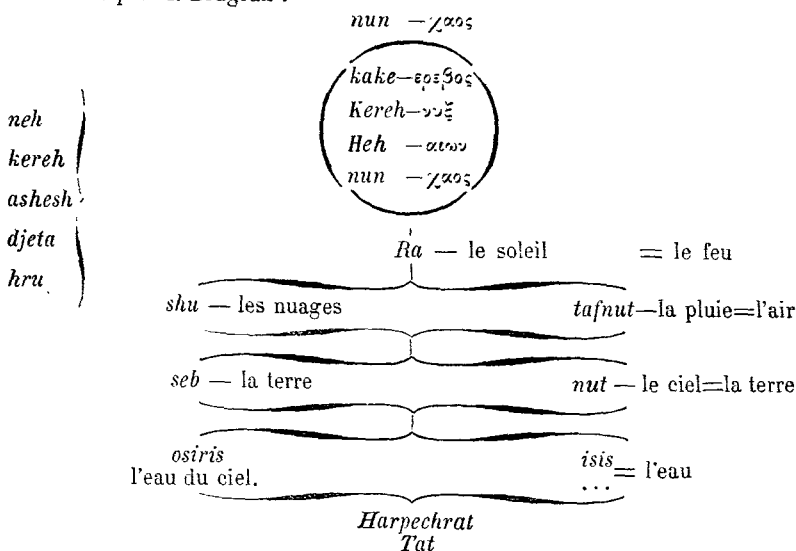 nun — χαος
kake—ερεβος
Kereh—νυξ
Heh — αιων
nun — χαος
neh
kereh
ashesh
djeta
hru
Ra — le soleil = le feu
shu — les nuages tafnut—la pluie=l'air
seb — la terre nut — le ciel=la terre
osiris isis = l'eau
l'eau du ciel. ...
Harpechrat
Tat